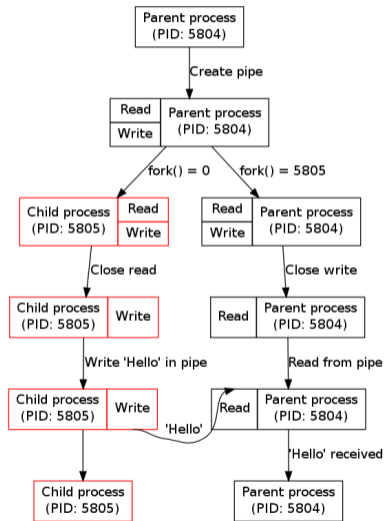 Parent process
(PID: 5804)
Create pipe
Read
Write
Parent process
(PID: 5804)
fork() = 0
fork() = 5805
Child process
(PID: 5805)
Read
Write
Read
Write
Parent process
(PID: 5804)
Close read
Close write
Child process
(PID: 5805)
Write
Read
Parent process
(PID: 5804)
Write 'Hello' in pipe
Read from pipe
Child process
(PID: 5805)
Write
'Hello'
Read
Parent process
(PID: 5804)
'Hello' received
Child process
(PID: 5805)
Parent process
(PID: 5804)